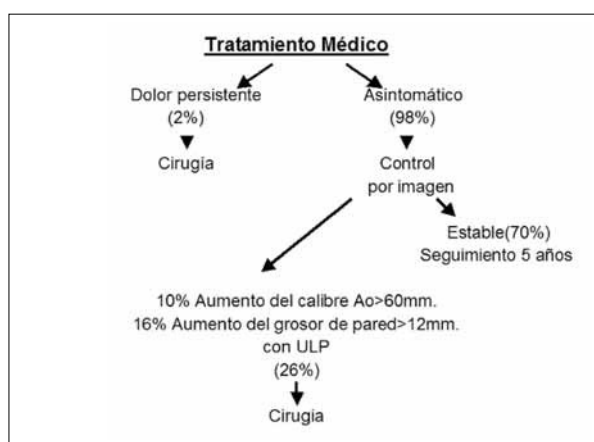 Tratamiento Médico
Dolor persistente
(2%)
Cirugía
Asintomático
(98%)
Control
por imagen
Estable(70%)
Seguimiento 5 años
10% Aumento del calibre Ao>60mm.
16% Aumento del grosor de pared>12mm.
con ULP
(26%)
Cirugia